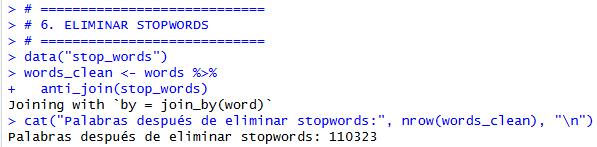 > # =============================
> # 6. ELIMINAR STOPWORDS
> # =============================
> data("stop_words")
> words_clean <- words %>%
+   anti_join(stop_words)
Joining with `by = join_by(word)`
> cat("Palabras después de eliminar stopwords:", nrow(words_clean), "\n")
Palabras después de eliminar stopwords: 110323